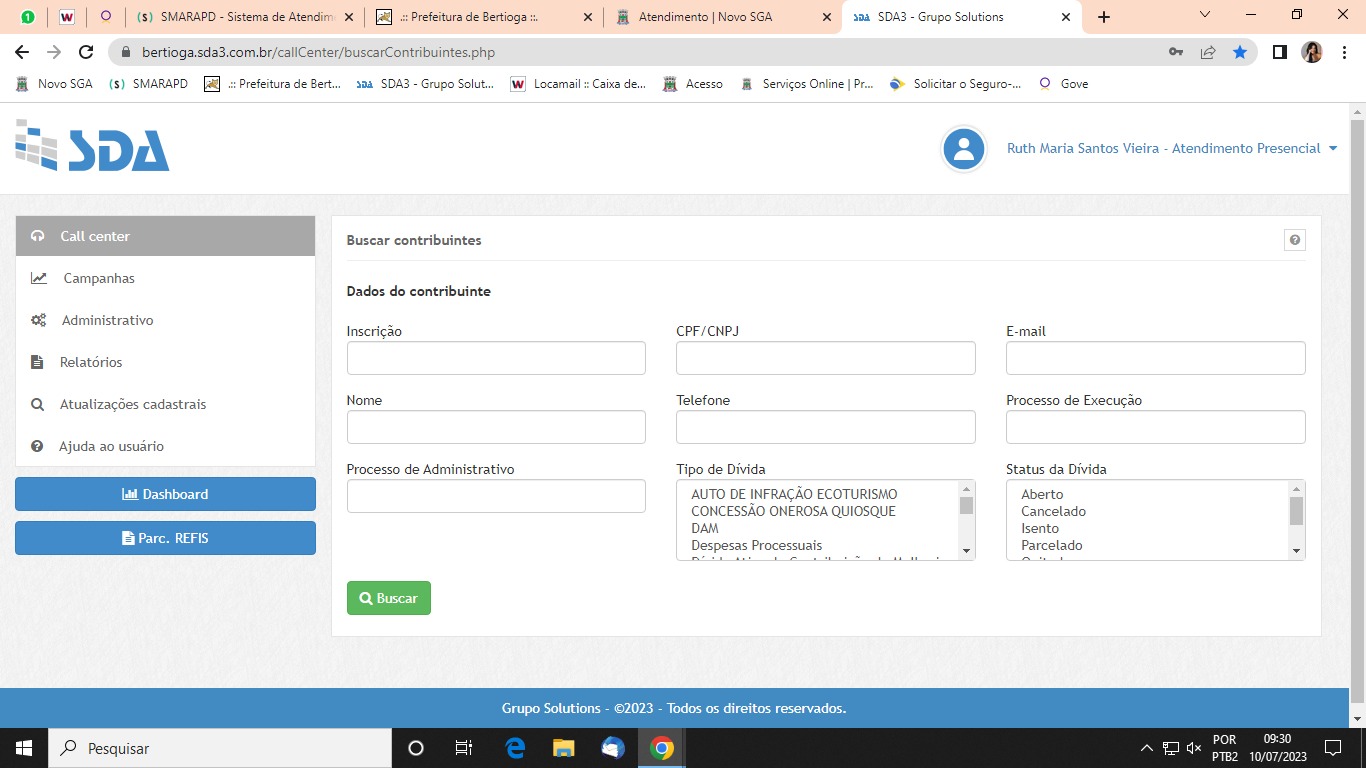 1
SMARAPD - Sistema de Atendim
.:: Prefeitura de Bertioga ::.
Atendimento | Novo SGA
SDA3 - Grupo Solutions
bertioga.sda3.com.br/callCenter/buscarContribuintes.php
Novo SGA
SMARAPD
.:: Prefeitura de Bert...
SDA3 - Grupo Solut...
Locamail :: Caixa de...
Acesso
Serviços Online | Pr...
Solicitar o Seguro-...
Gove
SDA
Ruth Maria Santos Vieira - Atendimento Presencial
Call center
Campanhas
Administrativo
Relatórios
Atualizações cadastrais
Ajuda ao usuário
Dashboard
Parc. REFIS
Buscar contribuintes
Dados do contribuinte
Inscrição
CPF/CNPJ
E-mail
Nome
Telefone
Processo de Execução
Processo de Administrativo
Tipo de Dívida
Status da Dívida
AUTO DE INFRAÇÃO ECOTURISMO
CONCESSÃO ONEROSA QUIOSQUE
DAM
Despesas Processuais
Aberto
Cancelado
Isento
Parcelado
Buscar
Grupo Solutions - ©2023 - Todos os direitos reservados.
Pesquisar
POR
PTB2
09:30
10/07/2023